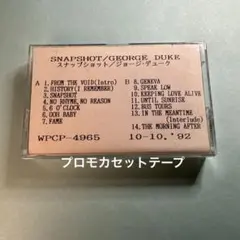 SNAPSHOT/GEORGE DUKE
スナップショット/ジョージ・デューク
A 1.FROM THE VOID(Intro)
2.HISTORY(I REMEMBER)
3.SNAPSHOT
4.NO RHYME,NO REASON
5.6 O'CLOCK
6.OOH BABY
7.FAME
B 8.GENEVA
9.SPEAK LOW
10.KEEPING LOVE ALIVE
11.UNTIL SUNRISE
12.BUS TOURS
13.IN THE MEANTIME
(Interlude)
14.THE MORNING AFTER
WPCP-4965
10-10.'92
プロモカセットテープ